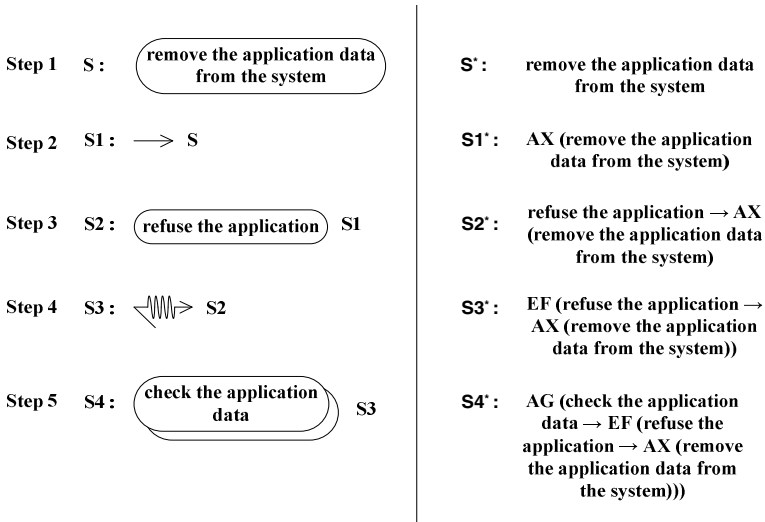 Step 1 S : remove the application data
from the system
S* : remove the application data
from the system
Step 2 S1 : S
S1* : AX (remove the application
data from the system)
Step 3 S2 : refuse the application S1
S2* : refuse the application → AX
(remove the application data
from the system)
Step 4 S3 : S2
S3* : EF (refuse the application →
AX (remove the application
data from the system))
Step 5 S4 : check the application
data S3
S4* : AG (check the application
data → EF (refuse the
application → AX (remove
the application data from
the system)))